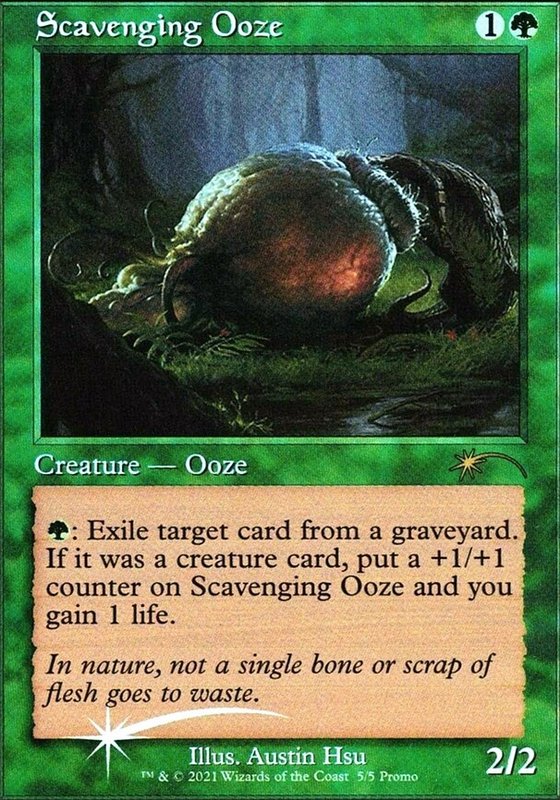 Scavenging Ooze 1
Creature — Ooze
: Exile target card from a graveyard.
If it was a creature card, put a +1/+1
counter on Scavenging Ooze and you
gain 1 life.
In nature, not a single bone or scrap of
flesh goes to waste.
Illus. Austin Hsu
™ & © 2021 Wizards of the Coast 5/5 Promo
2/2